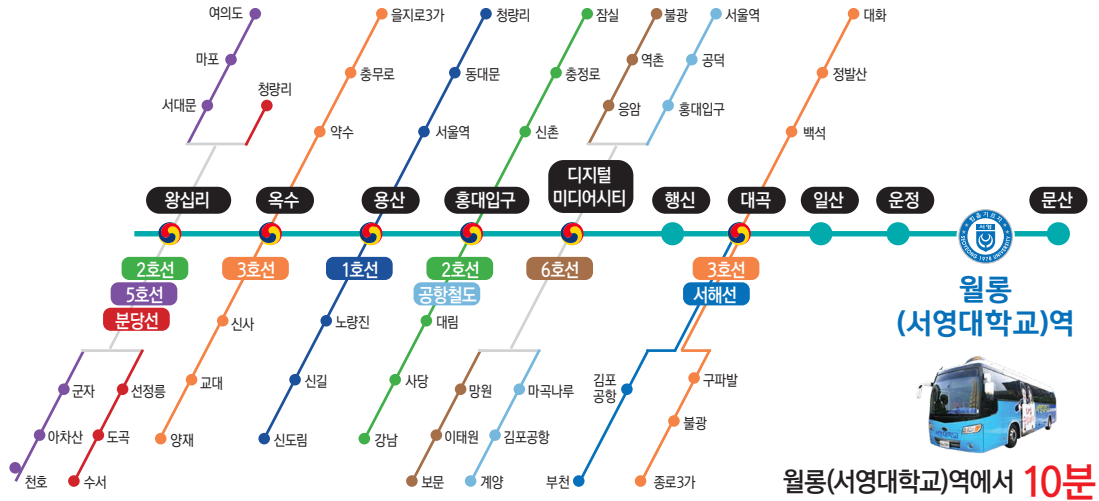 여의도
마포
서대문
청량리
을지로3가
충무로
약수
청량리
동대문
서울역
잠실
충정로
신촌
불광
역촌
응암
서울역
공덕
홍대입구
대화
정발산
백석
왕십리
옥수
용산
홍대입구
디지털
미디어시티
행신
대곡
일산
운정
문산
2호선
5호선
분당선
3호선
1호선
2호선
공항철도
6호선
3호선
서해선
서영
SEOYEONG UNIVERSITY
1978
월롱
(서영대학교)역
군자
아차산
천호
선정릉
도곡
수서
신사
교대
양재
노량진
신길
신도림
대림
사당
강남
망원
이태원
보문
마곡나루
김포공항
계양
김포
공항
부천
구파발
불광
종로3가
월롱(서영대학교)역에서 10분